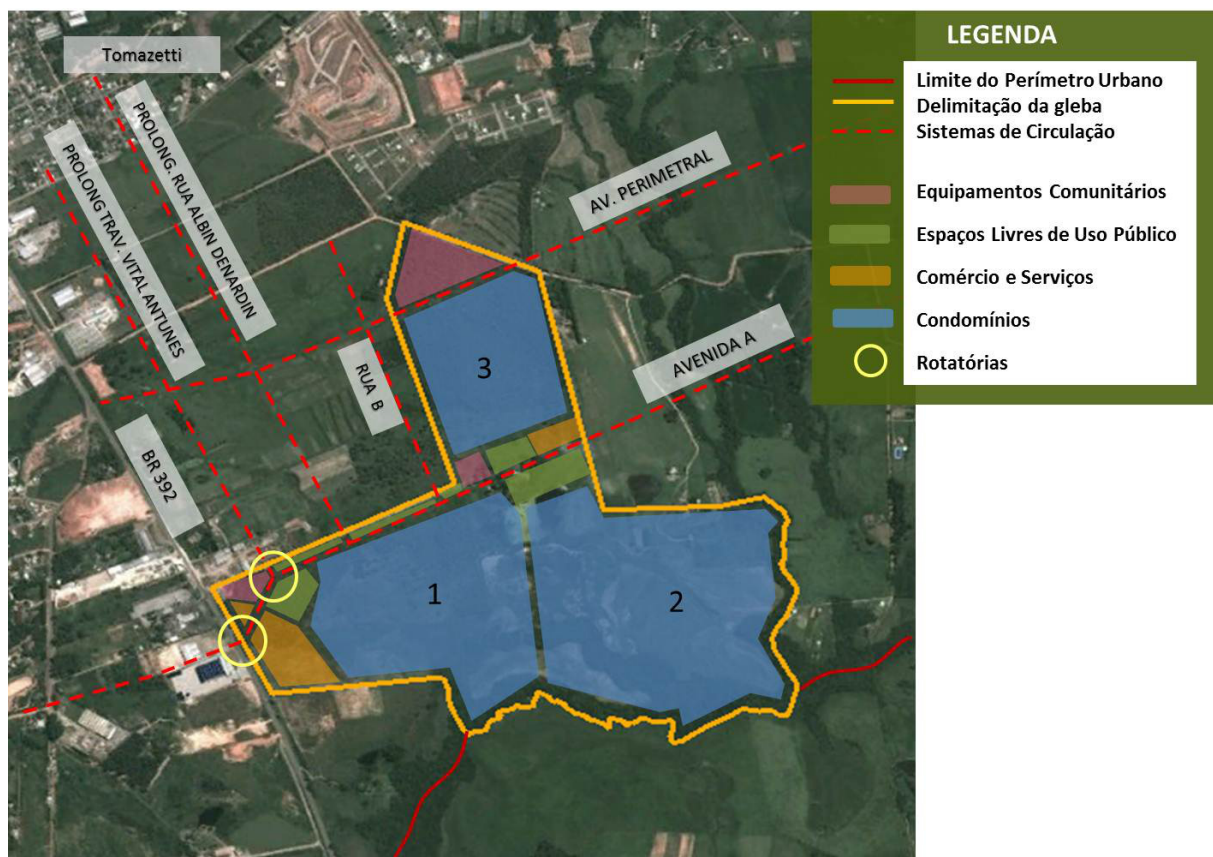 Tomazetti
PROLONG. RUA ALBIN DENARDIN
PROLONG TRAV. VITAL ANTUNES
BR 392
RUA B
AV. PERIMETRAL
AVENIDA A
3
1
2
LEGENDA
Limite do Perímetro Urbano
Delimitação da gleba
Sistemas de Circulação
Equipamentos Comunitários
Espaços Livres de Uso Público
Comércio e Serviços
Condomínios
Rotatórias